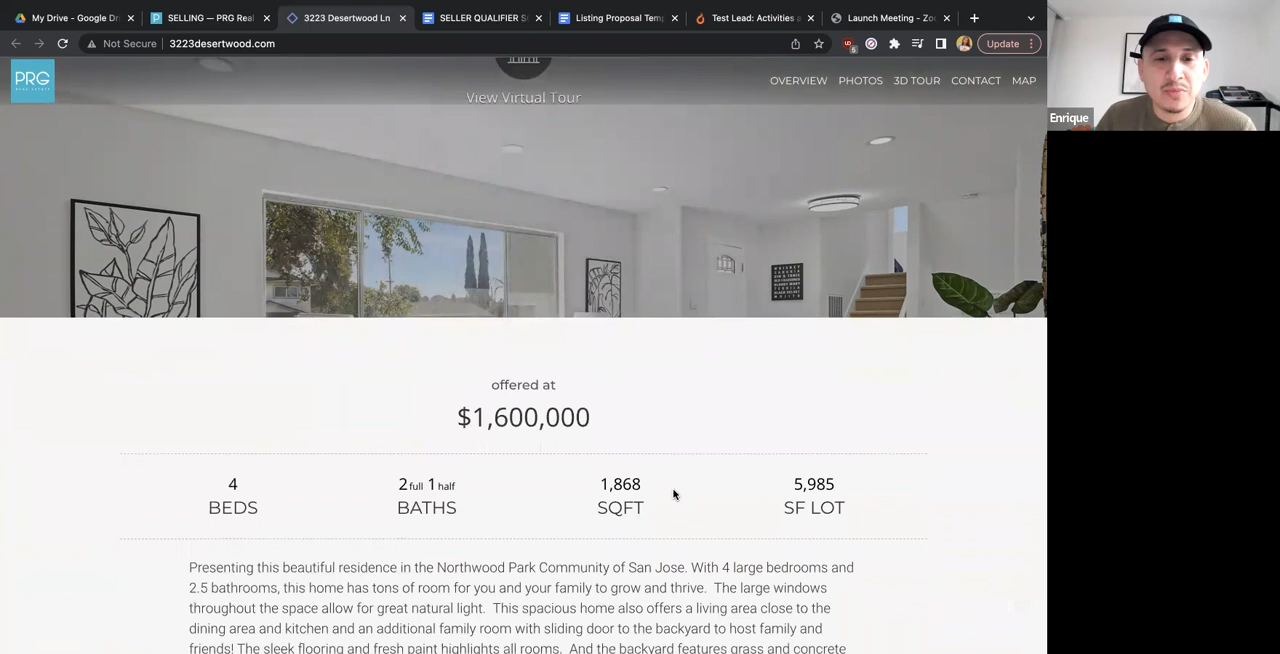 My Drive - Google Dr
SELLING — PRG Real
3223 Desertwood Ln
SELLER QUALIFIER S
Listing Proposal Temp
Test Lead: Activities a
Launch Meeting - Zoo
Not Secure
3223desertwood.com
Update
PRG
REAL ESTATE
OVERVIEW
PHOTOS
3D TOUR
CONTACT
MAP
View Virtual Tour
Enrique
offered at
$1,600,000
4
2 full 1 half
1,868
5,985
BEDS
BATHS
SQFT
SF LOT
Presenting this beautiful residence in the Northwood Park Community of San Jose. With 4 large bedrooms and
2.5 bathrooms, this home has tons of room for you and your family to grow and thrive. The large windows
throughout the space allow for great natural light. This spacious home also offers a living area close to the
dining area and kitchen and an additional family room with sliding door to the backyard to host family and
friends! The sleek flooring and fresh paint highlights all rooms. And the backyard features grass and concrete